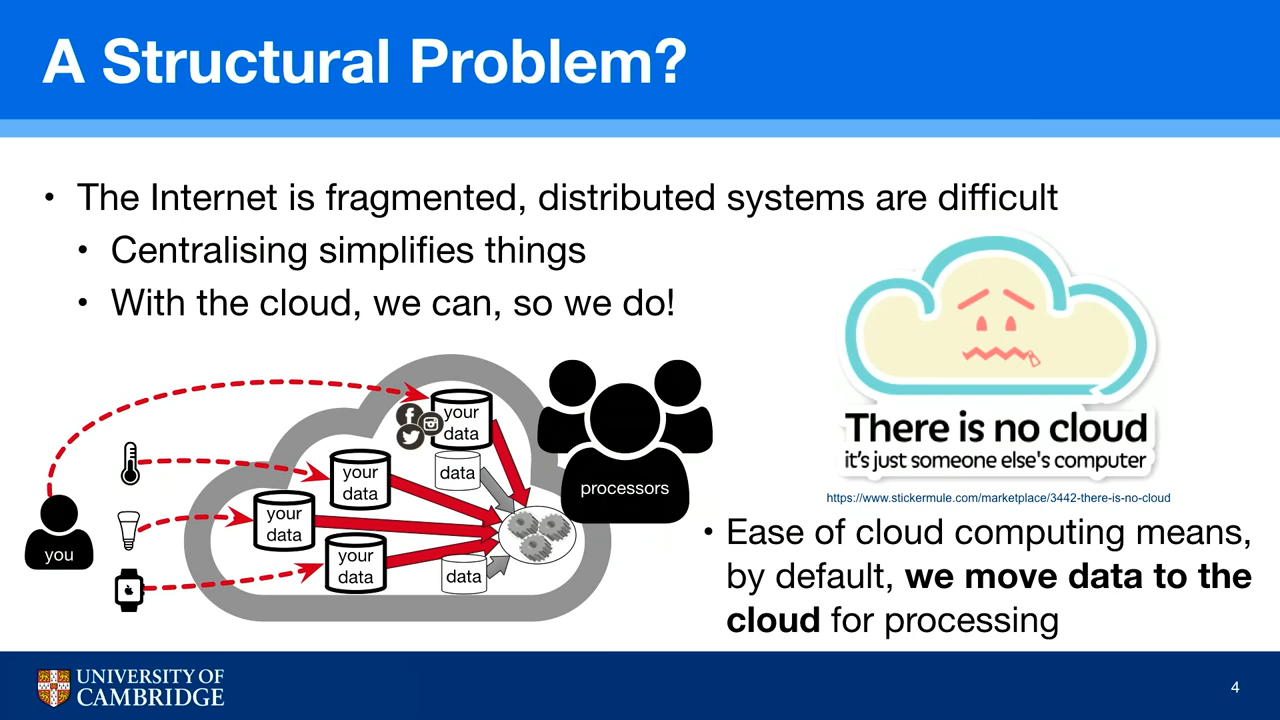 A Structural Problem?
• The Internet is fragmented, distributed systems are difficult
• Centralising simplifies things
• With the cloud, we can, so we do!
your
data
data
your
data
your
data
your
data
data
you
processors
There is no cloud
it's just someone else's computer
https://www.stickermule.com/marketplace/3442-there-is-no-cloud
• Ease of cloud computing means,
by default, we move data to the
cloud for processing
UNIVERSITY OF
CAMBRIDGE
4